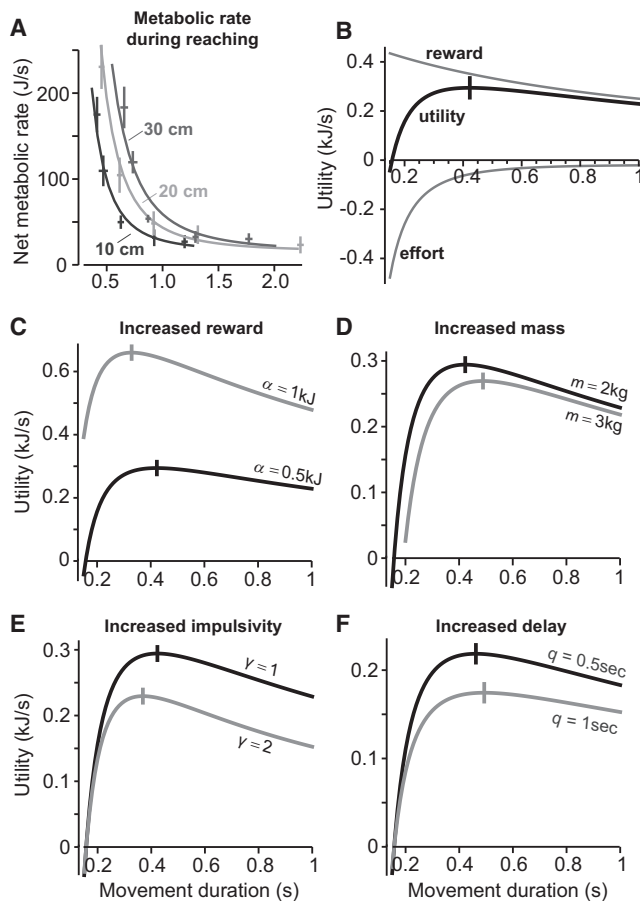 A
Metabolic rate
during reaching
Net metabolic rate (J/s)
200
100
0
30 cm
20 cm
10 cm
0.5
1.0
1.5
2.0
B
Utility (kJ/s)
0.4
0.2
0
-0.2
-0.4
reward
utility
effort
0.2
0.4
0.6
0.8
1
C
Increased reward
Utility (kJ/s)
0.6
0.4
0.2
0
α = 1kJ
α = 0.5kJ
0.2
0.4
0.6
0.8
1
D
Increased mass
0.3
0.2
0.1
0
m = 2kg
m = 3kg
0.2
0.4
0.6
0.8
1
E
Increased impulsivity
Utility (kJ/s)
0.3
0.2
0.1
0
γ = 1
γ = 2
0.2
0.4
0.6
0.8
1
Movement duration (s)
F
Increased delay
0.2
0.1
0
q = 0.5sec
q = 1sec
0.2
0.4
0.6
0.8
1
Movement duration (s)